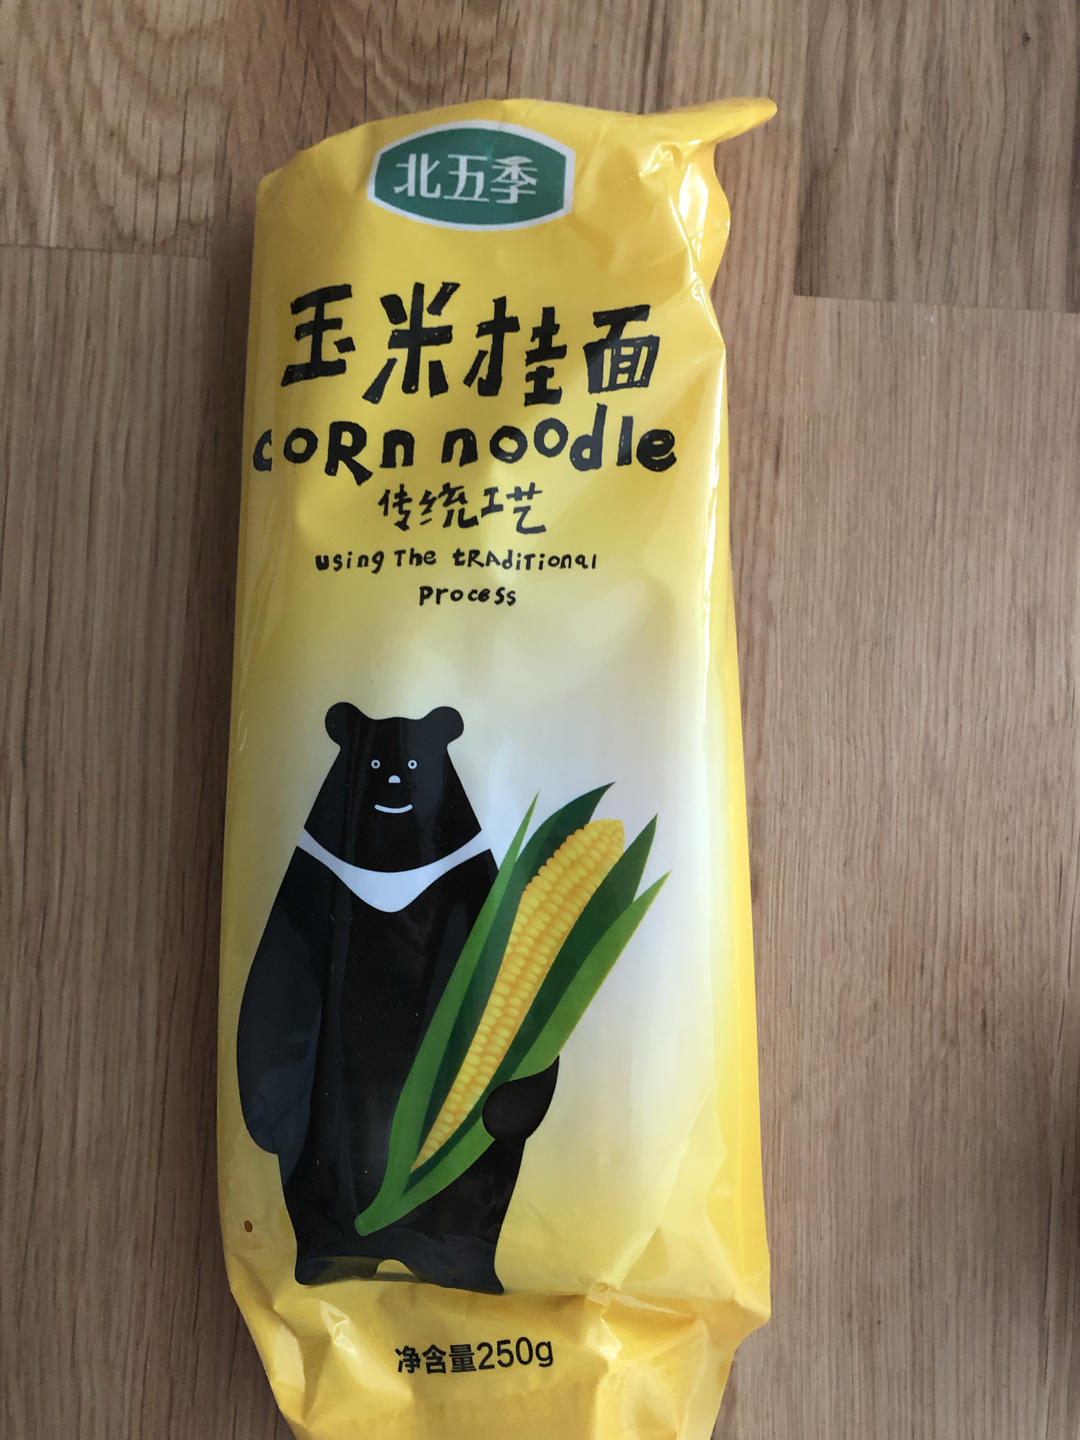 北五季
玉米挂面
coRn noodle
传统工艺
using The tRAdiTional
process
净含量250g